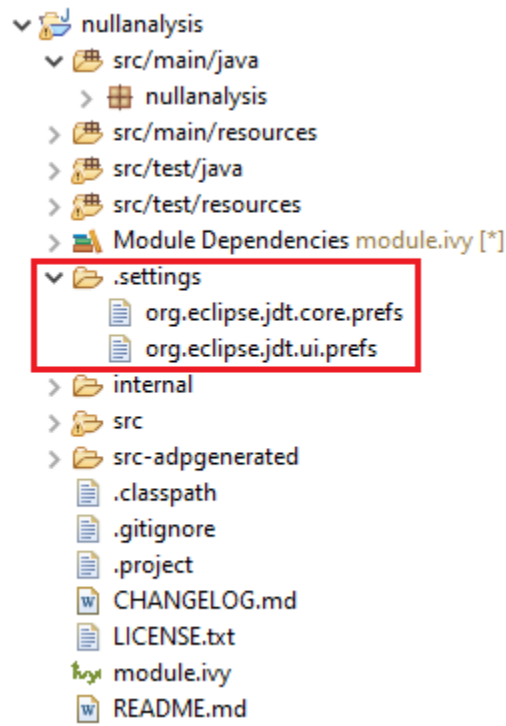 nullanalysis
src/main/java
nullanalysis
src/main/resources
src/test/java
src/test/resources
Module Dependencies module.ivy [*]
.settings
org.eclipse.jdt.core.prefs
org.eclipse.jdt.ui.prefs
internal
src
src-adpgenerated
.classpath
.gitignore
.project
CHANGELOG.md
LICENSE.txt
module.ivy
README.md